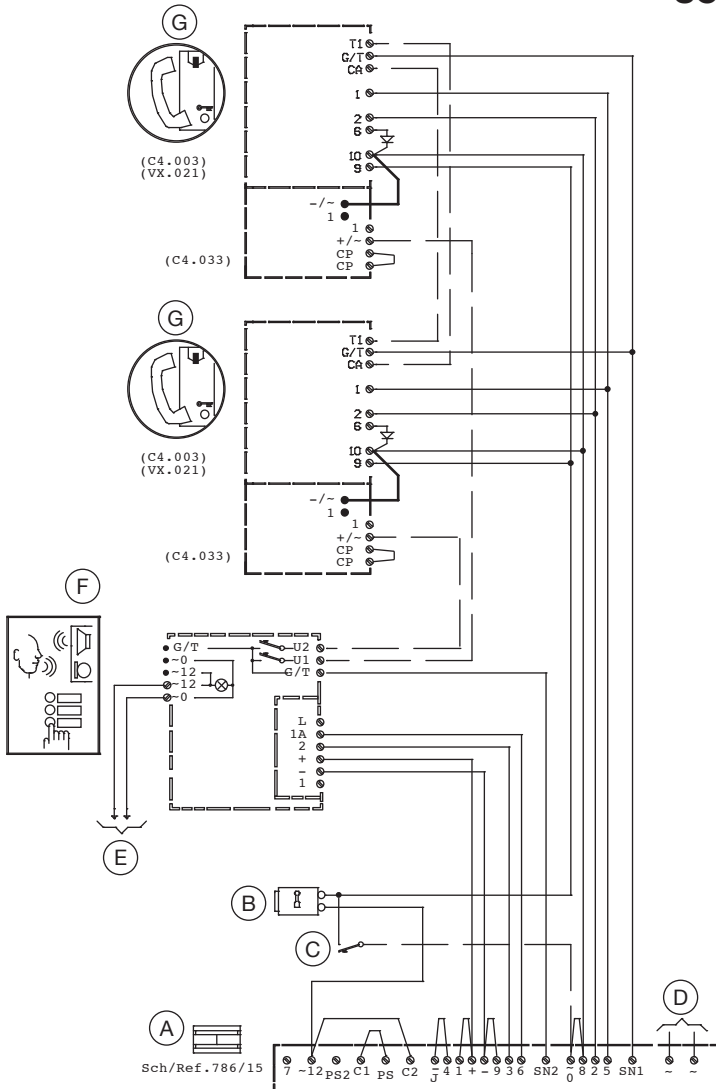 G
T1
G/T
CA
1
2
6
10
9
(C4.003)
(VX.021)
-/~
1
1
+/~
CP
CP
(C4.033)
G
T1
G/T
CA
1
2
6
10
9
(C4.003)
(VX.021)
-/~
1
1
+/~
CP
CP
(C4.033)
F
G/T U2
~0 U1
~12 G/T
~12
~0
L
1A
2
+
-
1
E
B
C
A
D
Sch/Ref.786/15
7 ~12 PS2 C1 PS C2 -J 4 1 + - 9 3 6 SN2 ~0 8 2 5 SN1 ~ ~